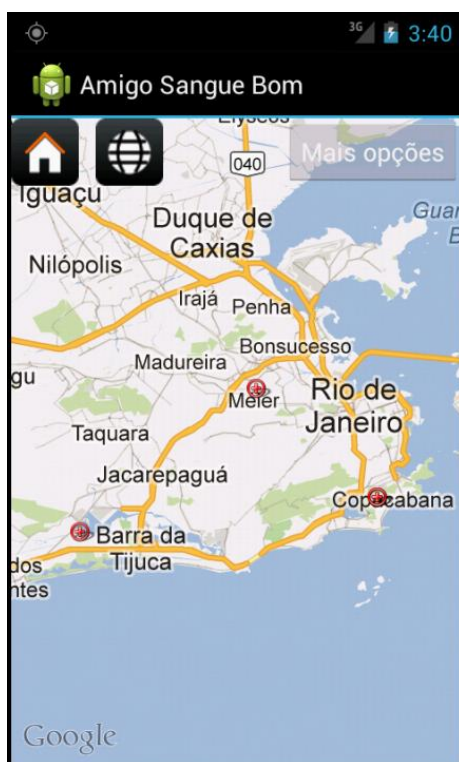 3G 3:40
Amigo Sangue Bom
Mais opções
040
Iguaçu
Duque de
Caxias
Nilópolis
Irajá
Penha
Bonsucesso
Madureira
Méier
Rio de
Janeiro
Taquara
Jacarepaguá
Copacabana
Barra da
Tijuca
Google